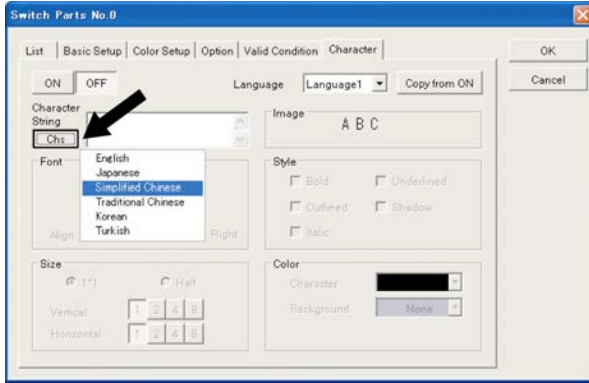 Switch Parts No.0
List Basic Setup Color Setup Option Valid Condition Character
OK
Cancel
ON OFF Language Language1 Copy from ON
Character
String
Chs
Image
A B C
English
Japanese
Simplified Chinese
Traditional Chinese
Korean
Turkish
Font
Align Right
Style
Bold Underlined
Outlined Shadow
Italic
Size
1*1 Half
Vertical 1 2 4 8
Horizontal 1 2 4 8
Color
Character
Background None